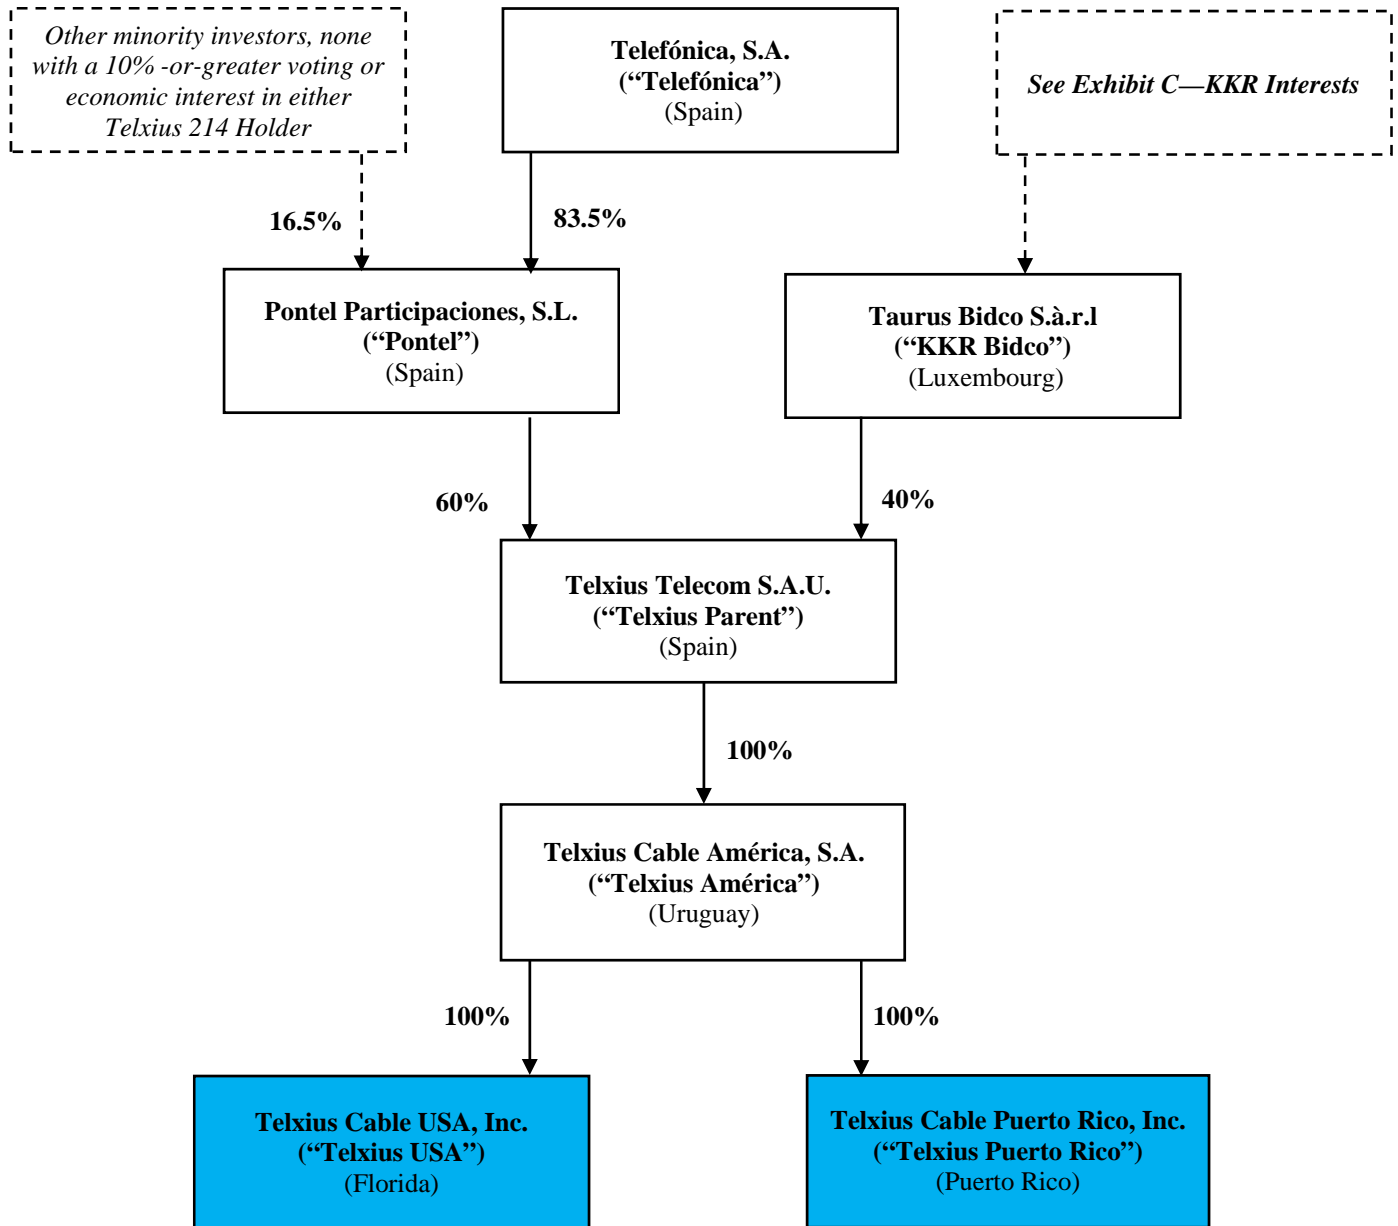 Other minority investors, none
with a 10% -or-greater voting or
economic interest in either
Telxius 214 Holder
Telefónica, S.A.
(“Telefónica”)
(Spain)
See Exhibit C—KKR Interests
16.5%
83.5%
Pontel Participaciones, S.L.
(“Pontel”)
(Spain)
Taurus Bidco S.à.r.l
(“KKR Bidco”)
(Luxembourg)
60%
40%
Telxius Telecom S.A.U.
(“Telxius Parent”)
(Spain)
100%
Telxius Cable América, S.A.
(“Telxius América”)
(Uruguay)
100%
100%
Telxius Cable USA, Inc.
(“Telxius USA”)
(Florida)
Telxius Cable Puerto Rico, Inc.
(“Telxius Puerto Rico”)
(Puerto Rico)